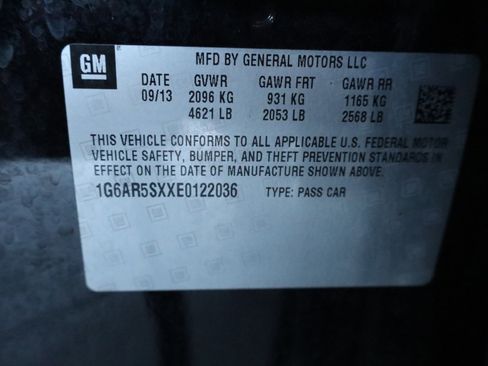 GM
MFD BY GENERAL MOTORS LLC
DATE GVWR GAWR FRT GAWR RR
09/13 2096 KG 931 KG 1165 KG
4621 LB 2053 LB 2568 LB
THIS VEHICLE CONFORMS TO ALL APPLICABLE U.S. FEDERAL MOTOR
VEHICLE SAFETY, BUMPER, AND THEFT PREVENTION STANDARDS IN
EFFECT ON THE DATE OF MANUFACTURE SHOWN ABOVE.
1G6AR5SXXE0122036 TYPE: PASS CAR